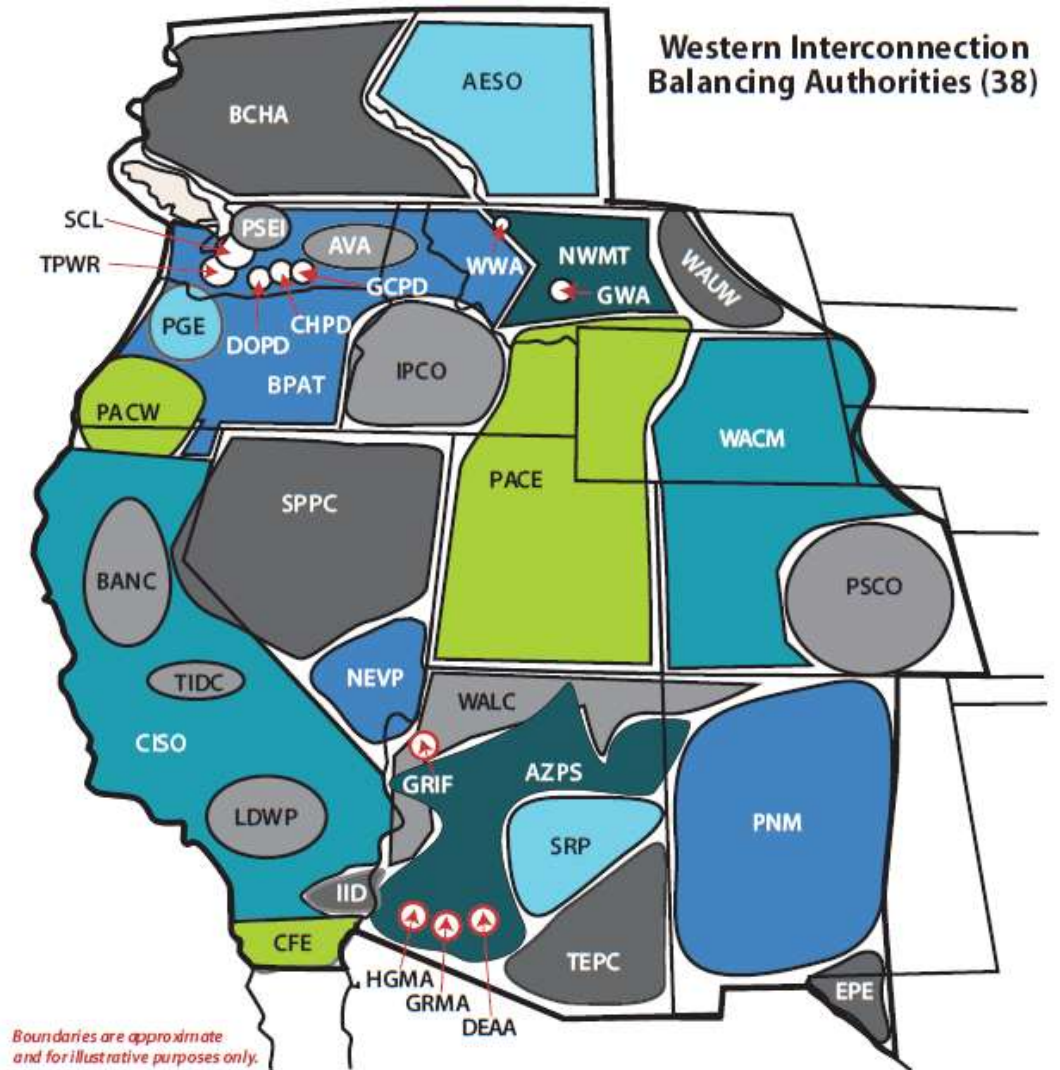 Western Interconnection
Balancing Authorities (38)
AESO
BCHA
SCL
PSEI
TPWR
AVA
WWA
NWMT
WAUW
GCPD
GWA
PGE
CHPD
DOPD
BPAT
IPCO
PACW
WACM
PACE
SPPC
BANC
PSCO
TIDC
NEVP
WALC
CISO
GRIF
AZPS
LDWP
PNM
SRP
IID
CFE
TEPC
HGMA
GRMA
DEAA
EPE
Boundaries are approximate
and for illustrative purposes only.